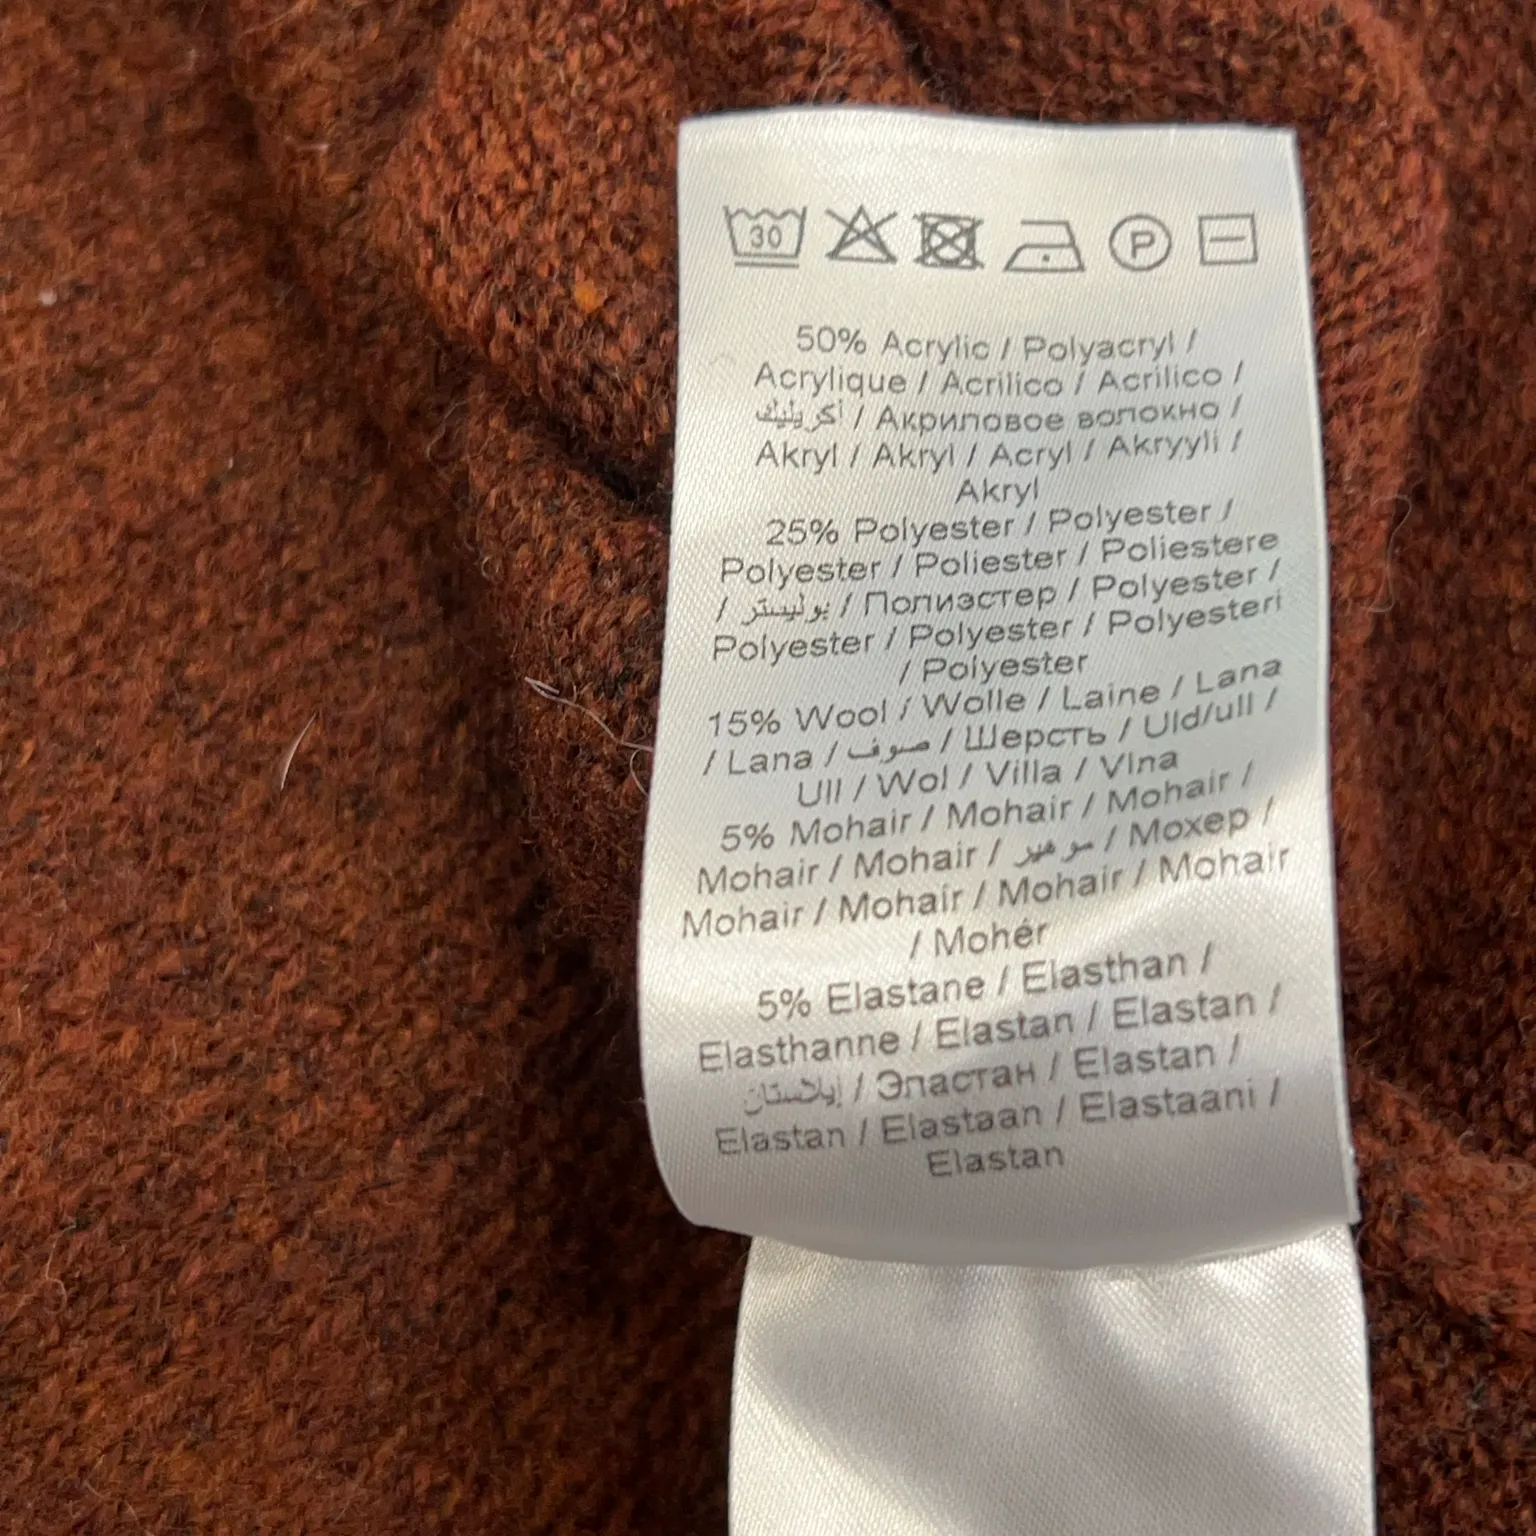 30
P
50% Acrylic / Polyacryl /
Acrylique / Acrilico / Acrilico /
أكريليك / Акриловое волокно /
Akryl / Akryl / Acryl / Akryyli /
Akryl
25% Polyester / Polyester /
Polyester / Poliester / Poliestere
/ بوليستر / Полиэстер / Polyester /
Polyester / Polyester / Polyesteri
/ Polyester
15% Wool / Wolle / Laine / Lana
/ Lana / صوف / Шерсть / Uld/ull /
Ull / Wol / Villa / Vlna
5% Mohair / Mohair / Mohair /
Mohair / Mohair / موهير / Мохер /
Mohair / Mohair / Mohair / Mohair
/ Mohér
5% Elastane / Elasthan /
Elasthanne / Elastan / Elastan /
إيلاستان / Эластан / Elastan /
Elastan / Elastaan / Elastaani /
Elastan